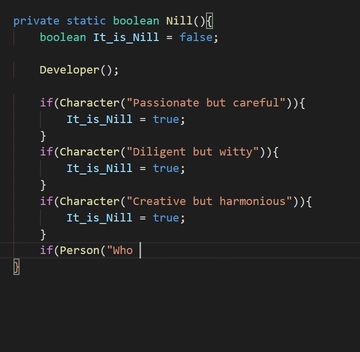 private static boolean Nill(){
boolean It_is_Nill = false;
Developer();
if(Character("Passionate but careful")){
It_is_Nill = true;
}
if(Character("Diligent but witty")){
It_is_Nill = true;
}
if(Character("Creative but harmonious")){
It_is_Nill = true;
}
if(Person("Who
}